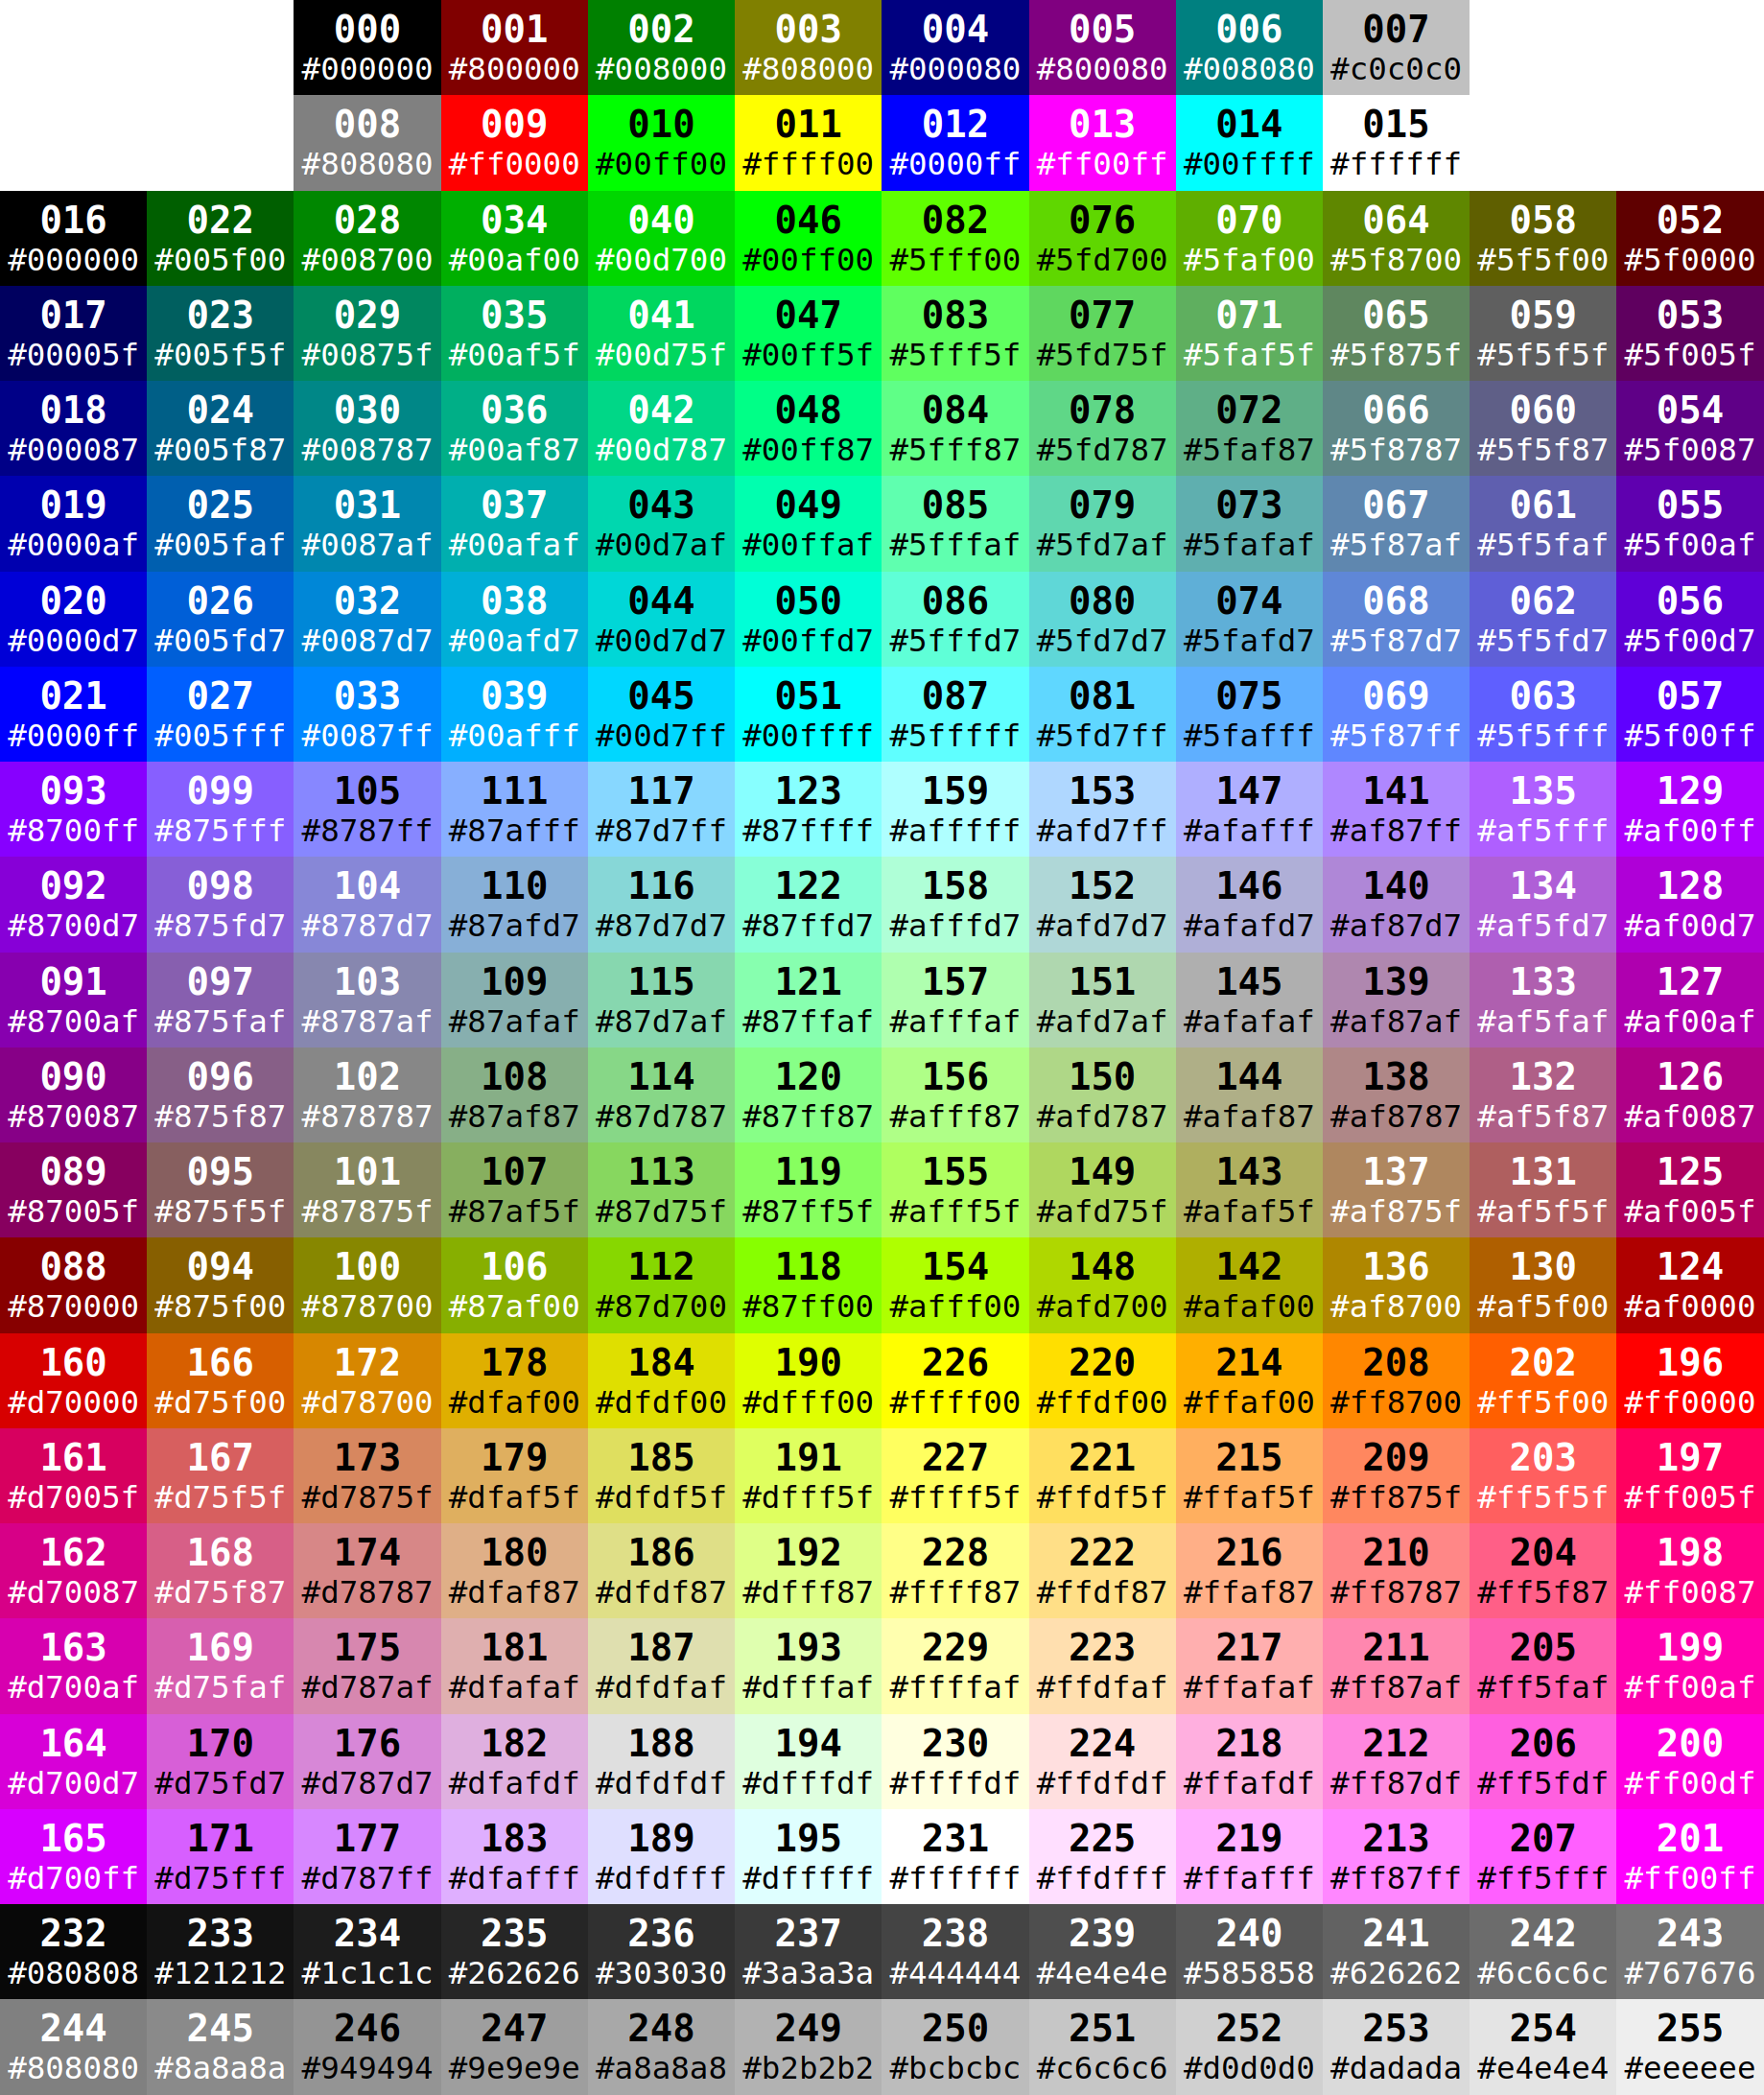 000 001 002 003 004 005 006 007
#000000 #800000 #008000 #808000 #000080 #800080 #008080 #c0c0c0
008 009 010 011 012 013 014 015
#808080 #ff0000 #00ff00 #ffff00 #0000ff #ff00ff #00ffff #ffffff
016 022 028 034 040 046 082 076 070 064 058 052
#000000 #005f00 #008700 #00af00 #00d700 #00ff00 #5fff00 #5fd700 #5faf00 #5f8700 #5f5f00 #5f0000
017 023 029 035 041 047 083 077 071 065 059 053
#00005f #005f5f #00875f #00af5f #00d75f #00ff5f #5fff5f #5fd75f #5faf5f #5f875f #5f5f5f #5f005f
018 024 030 036 042 048 084 078 072 066 060 054
#000087 #005f87 #008787 #00af87 #00d787 #00ff87 #5fff87 #5fd787 #5faf87 #5f8787 #5f5f87 #5f0087
019 025 031 037 043 049 085 079 073 067 061 055
#0000af #005faf #0087af #00afaf #00d7af #00ffaf #5fffaf #5fd7af #5fafaf #5f87af #5f5faf #5f00af
020 026 032 038 044 050 086 080 074 068 062 056
#0000d7 #005fd7 #0087d7 #00afd7 #00d7d7 #00ffd7 #5fffd7 #5fd7d7 #5fafd7 #5f87d7 #5f5fd7 #5f00d7
021 027 033 039 045 051 087 081 075 069 063 057
#0000ff #005fff #0087ff #00afff #00d7ff #00ffff #5fffff #5fd7ff #5fafff #5f87ff #5f5fff #5f00ff
093 099 105 111 117 123 159 153 147 141 135 129
#8700ff #875fff #8787ff #87afff #87d7ff #87ffff #afffff #afd7ff #afafff #af87ff #af5fff #af00ff
092 098 104 110 116 122 158 152 146 140 134 128
#8700d7 #875fd7 #8787d7 #87afd7 #87d7d7 #87ffd7 #afffd7 #afd7d7 #afafd7 #af87d7 #af5fd7 #af00d7
091 097 103 109 115 121 157 151 145 139 133 127
#8700af #875faf #8787af #87afaf #87d7af #87ffaf #afffaf #afd7af #afafaf #af87af #af5faf #af00af
090 096 102 108 114 120 156 150 144 138 132 126
#870087 #875f87 #878787 #87af87 #87d787 #87ff87 #afff87 #afd787 #afaf87 #af8787 #af5f87 #af0087
089 095 101 107 113 119 155 149 143 137 131 125
#87005f #875f5f #87875f #87af5f #87d75f #87ff5f #afff5f #afd75f #afaf5f #af875f #af5f5f #af005f
088 094 100 106 112 118 154 148 142 136 130 124
#870000 #875f00 #878700 #87af00 #87d700 #87ff00 #afff00 #afd700 #afaf00 #af8700 #af5f00 #af0000
160 166 172 178 184 190 226 220 214 208 202 196
#d70000 #d75f00 #d78700 #dfaf00 #dfdf00 #dfff00 #ffff00 #ffdf00 #ffaf00 #ff8700 #ff5f00 #ff0000
161 167 173 179 185 191 227 221 215 209 203 197
#d7005f #d75f5f #d7875f #dfaf5f #dfdf5f #dfff5f #ffff5f #ffdf5f #ffaf5f #ff875f #ff5f5f #ff005f
162 168 174 180 186 192 228 222 216 210 204 198
#d70087 #d75f87 #d78787 #dfaf87 #dfdf87 #dfff87 #ffff87 #ffdf87 #ffaf87 #ff8787 #ff5f87 #ff0087
163 169 175 181 187 193 229 223 217 211 205 199
#d700af #d75faf #d787af #dfafaf #dfdfaf #dfffaf #ffffaf #ffdfaf #ffafaf #ff87af #ff5faf #ff00af
164 170 176 182 188 194 230 224 218 212 206 200
#d700d7 #d75fd7 #d787d7 #dfafdf #dfdfdf #dfffdf #ffffdf #ffdfdf #ffafdf #ff87df #ff5fdf #ff00df
165 171 177 183 189 195 231 225 219 213 207 201
#d700ff #d75fff #d787ff #dfafff #dfdfff #dfffff #ffffff #ffdfff #ffafff #ff87ff #ff5fff #ff00ff
232 233 234 235 236 237 238 239 240 241 242 243
#080808 #121212 #1c1c1c #262626 #303030 #3a3a3a #444444 #4e4e4e #585858 #626262 #6c6c6c #767676
244 245 246 247 248 249 250 251 252 253 254 255
#808080 #8a8a8a #949494 #9e9e9e #a8a8a8 #b2b2b2 #bcbcbc #c6c6c6 #d0d0d0 #dadada #e4e4e4 #eeeeee